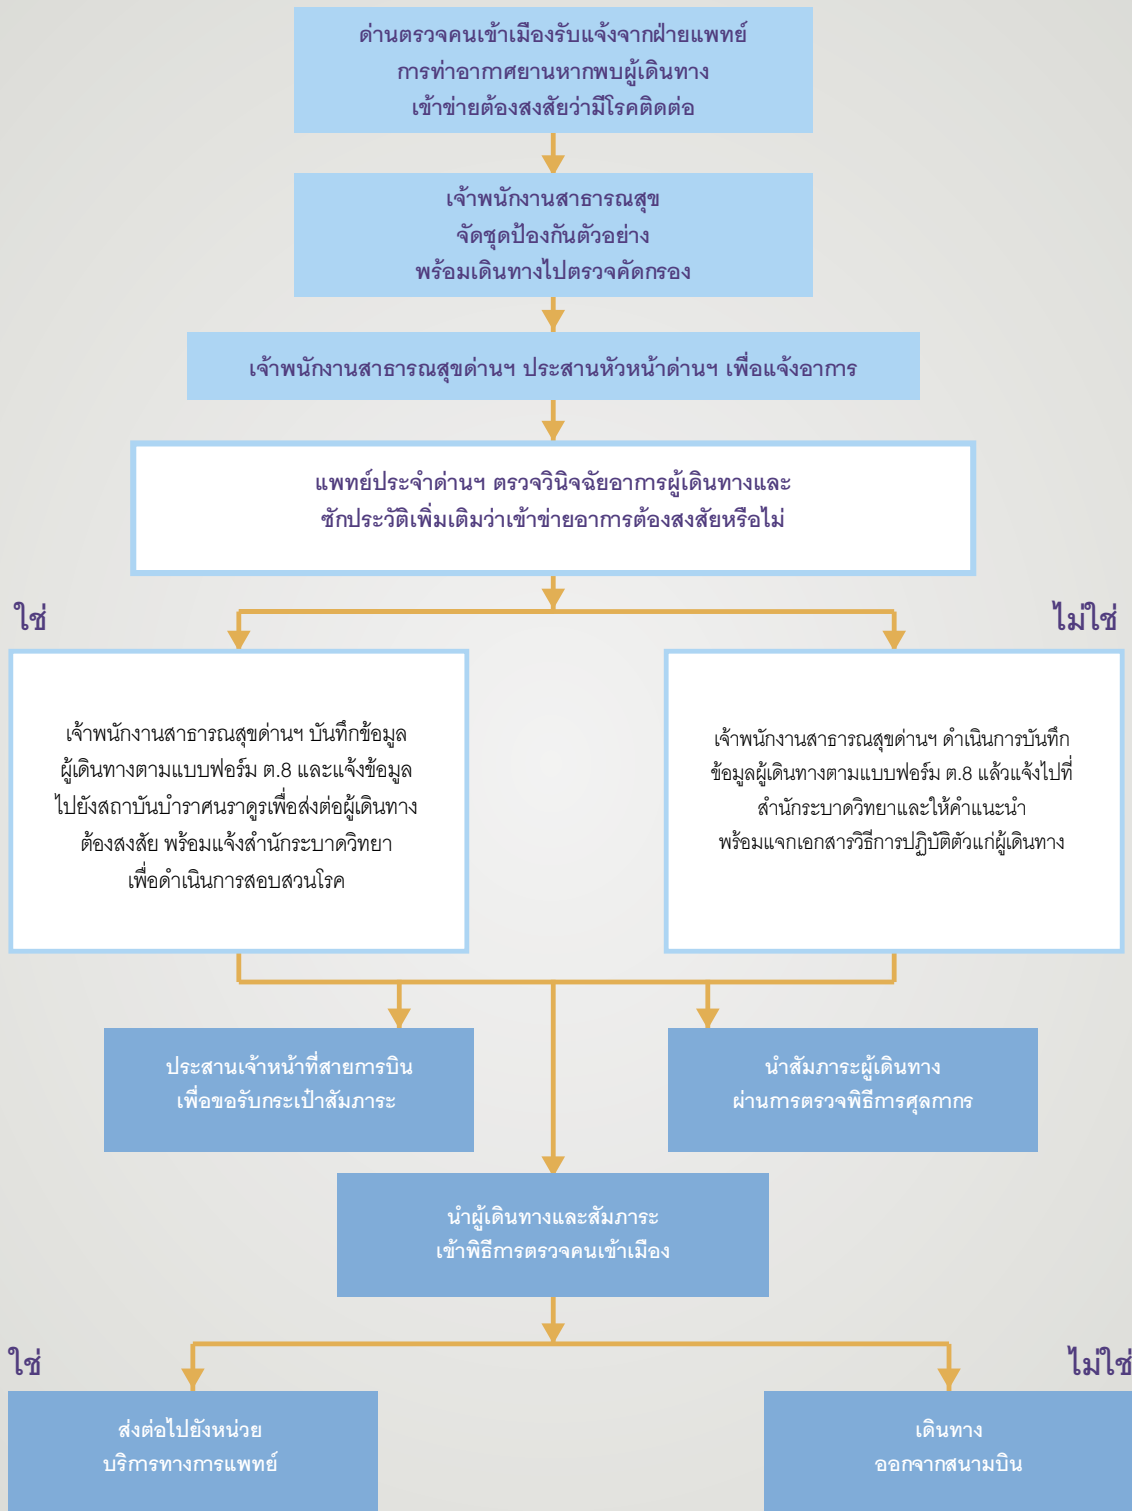 ด่านตรวจคนเข้าเมืองรับแจ้งจากฝ่ายแพทย์
การท่าอากาศยานหากพบผู้เดินทาง
เข้าข่ายต้องสงสัยว่ามีโรคติดต่อ
เจ้าพนักงานสาธารณสุข
จัดชุดป้องกันตัวอย่าง
พร้อมเดินทางไปตรวจคัดกรอง
เจ้าพนักงานสาธารณสุขด่านฯ ประสานหัวหน้าด่านฯ เพื่อแจ้งอาการ
แพทย์ประจำด่านฯ ตรวจวินิจฉัยอาการผู้เดินทางและ
ซักประวัติเพิ่มเติมว่าเข้าข่ายอาการต้องสงสัยหรือไม่
ใช่
ไม่ใช่
เจ้าพนักงานสาธารณสุขด่านฯ บันทึกข้อมูล
ผู้เดินทางตามแบบฟอร์ม ต.8 และแจ้งข้อมูล
ไปยังสถาบันบำราศนราดูรเพื่อส่งต่อผู้เดินทาง
ต้องสงสัย พร้อมแจ้งสำนักระบาดวิทยา
เพื่อดำเนินการสอบสวนโรค
เจ้าพนักงานสาธารณสุขด่านฯ ดำเนินการบันทึก
ข้อมูลผู้เดินทางตามแบบฟอร์ม ต.8 แล้วแจ้งไปที่
สำนักระบาดวิทยาและให้คำแนะนำ
พร้อมแจกเอกสารวิธีการปฏิบัติตัวแก่ผู้เดินทาง
ประสานเจ้าหน้าที่สายการบิน
เพื่อขอรับกระเป๋าสัมภาระ
นำสัมภาระผู้เดินทาง
ผ่านการตรวจพิธีการศุลกากร
นำผู้เดินทางและสัมภาระ
เข้าพิธีการตรวจคนเข้าเมือง
ใช่
ไม่ใช่
ส่งต่อไปยังหน่วย
บริการทางการแพทย์
เดินทาง
ออกจากสนามบิน